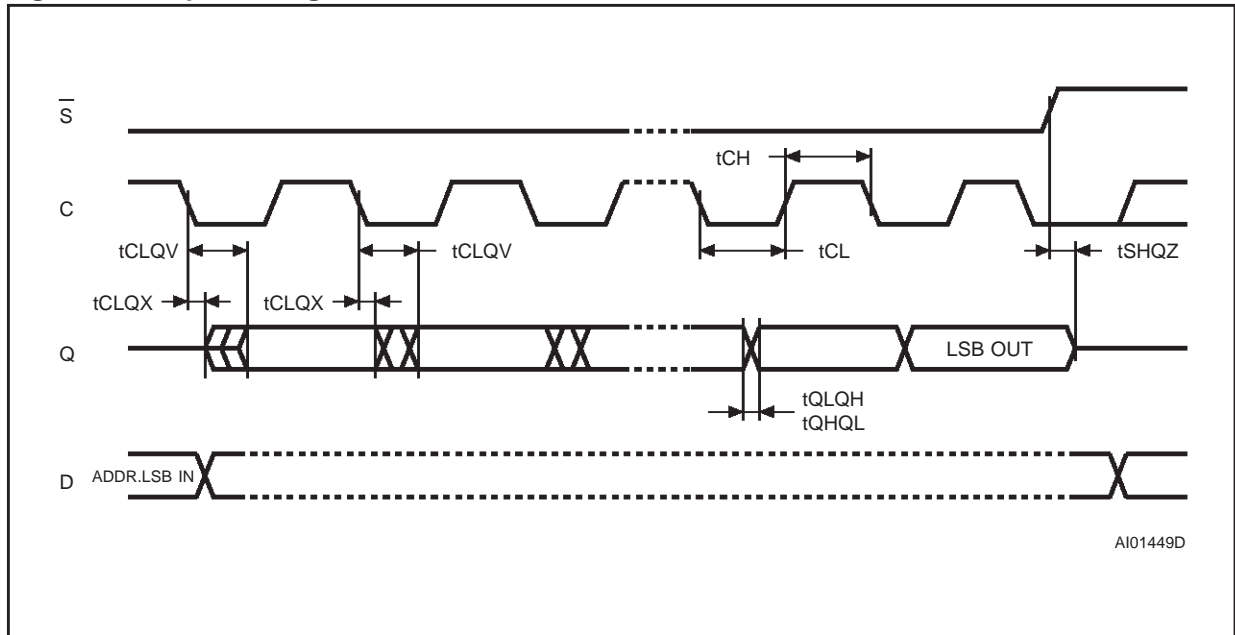 S
tCH
C
tCLQV
tCLQV
tCL
tSHQZ
tCLQX
tCLQX
Q
LSB OUT
tQLQH
tQHQL
D
ADDR.LSB IN
AI01449D